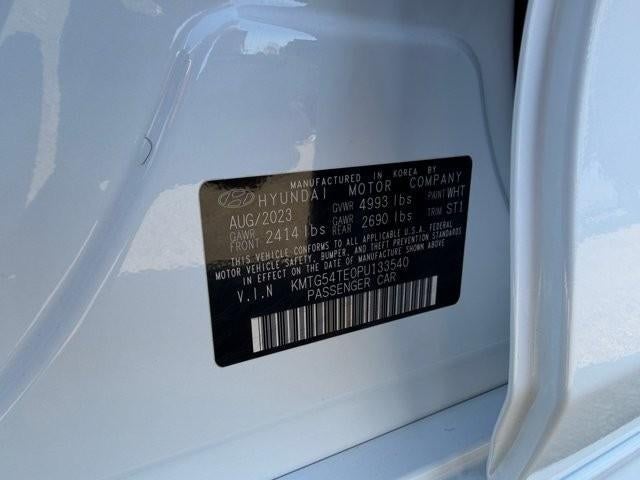 MANUFACTURED IN KOREA BY
HYUNDAI MOTOR COMPANY
AUG/2023 GVWR 4993 lbs PAINT WHT
GAWR FRONT 2414 lbs GAWR REAR 2690 lbs TRIM STI
THIS VEHICLE CONFORMS TO ALL APPLICABLE U.S.A. FEDERAL
MOTOR VEHICLE SAFETY, BUMPER, AND THEFT PREVENTION STANDARDS
IN EFFECT ON THE DATE OF MANUFACTURE SHOWN ABOVE.
V.I.N KMTG54TE0PU133540
PASSENGER CAR